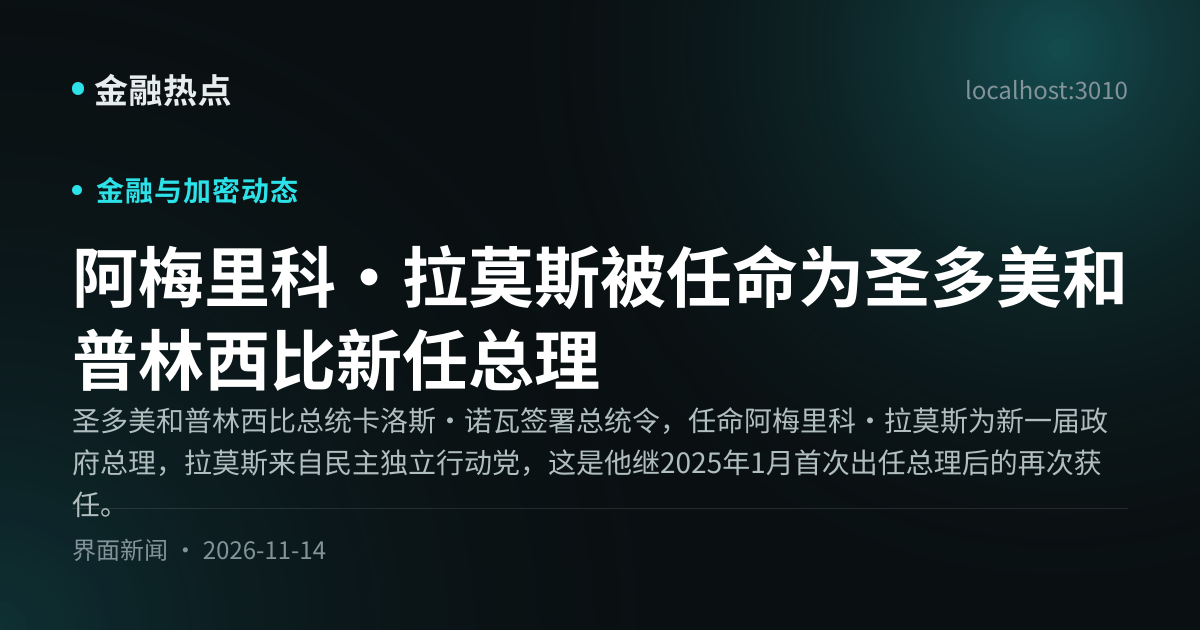 金融热点
localhost:3010
金融与加密动态
阿梅里科·拉莫斯被任命为圣多美和
普林西比新任总理
圣多美和普林西比总统卡洛斯·诺瓦签署总统令，任命阿梅里科·拉莫斯为新一届政
府总理，拉莫斯来自民主独立行动党，这是他继2025年1月首次出任总理后的再次获
任。
界面新闻 · 2026-11-14